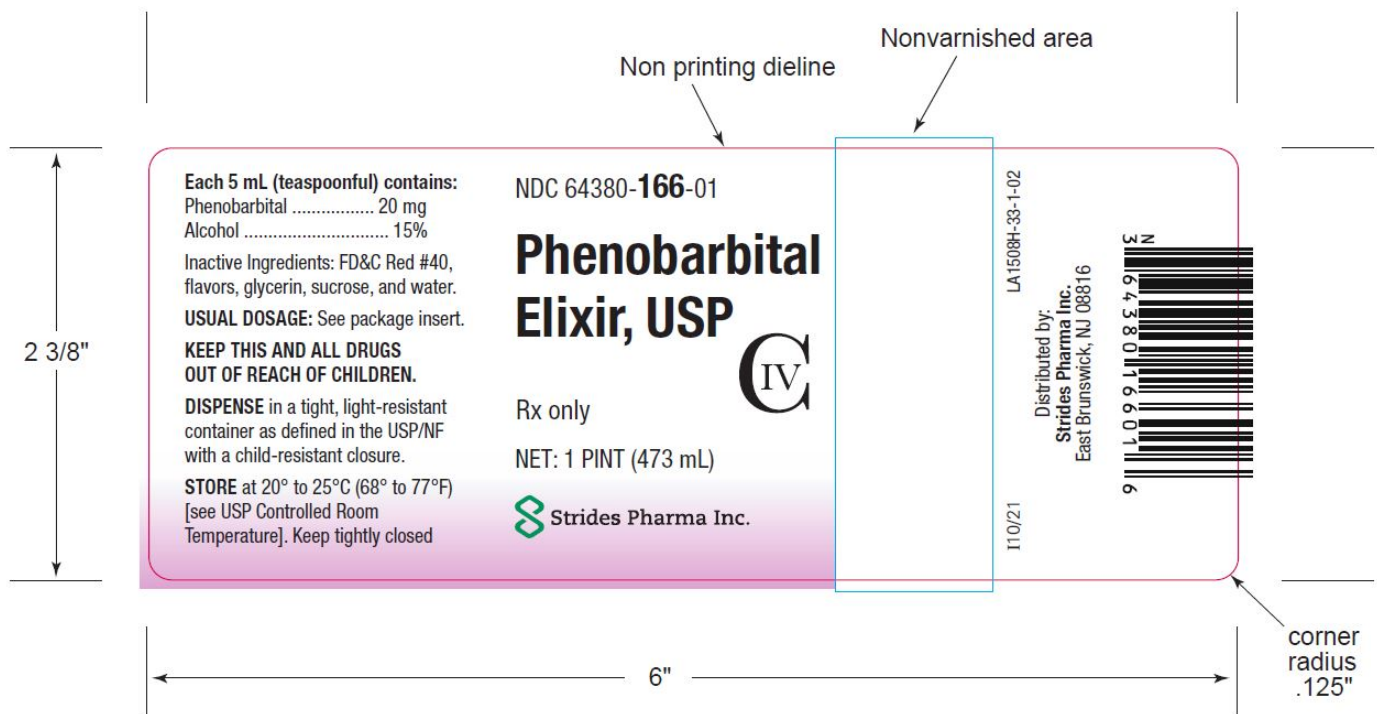 Nonvarnished area
Non printing dieline
2 3/8"
Each 5 mL (teaspoonful) contains:
Phenobarbital ................. 20 mg
Alcohol .............................. 15%
Inactive Ingredients: FD&C Red #40,
flavors, glycerin, sucrose, and water.
USUAL DOSAGE: See package insert.
KEEP THIS AND ALL DRUGS
OUT OF REACH OF CHILDREN.
DISPENSE in a tight, light-resistant
container as defined in the USP/NF
with a child-resistant closure.
STORE at 20° to 25°C (68° to 77°F)
[see USP Controlled Room
Temperature]. Keep tightly closed
NDC 64380-166-01
Phenobarbital
Elixir, USP
CIV
Rx only
NET: 1 PINT (473 mL)
Strides Pharma Inc.
LA1508H-33-1-02
I10/21
Distributed by:
Strides Pharma Inc.
East Brunswick, NJ 08816
N
3 64380 16601 6
6"
corner
radius
.125"